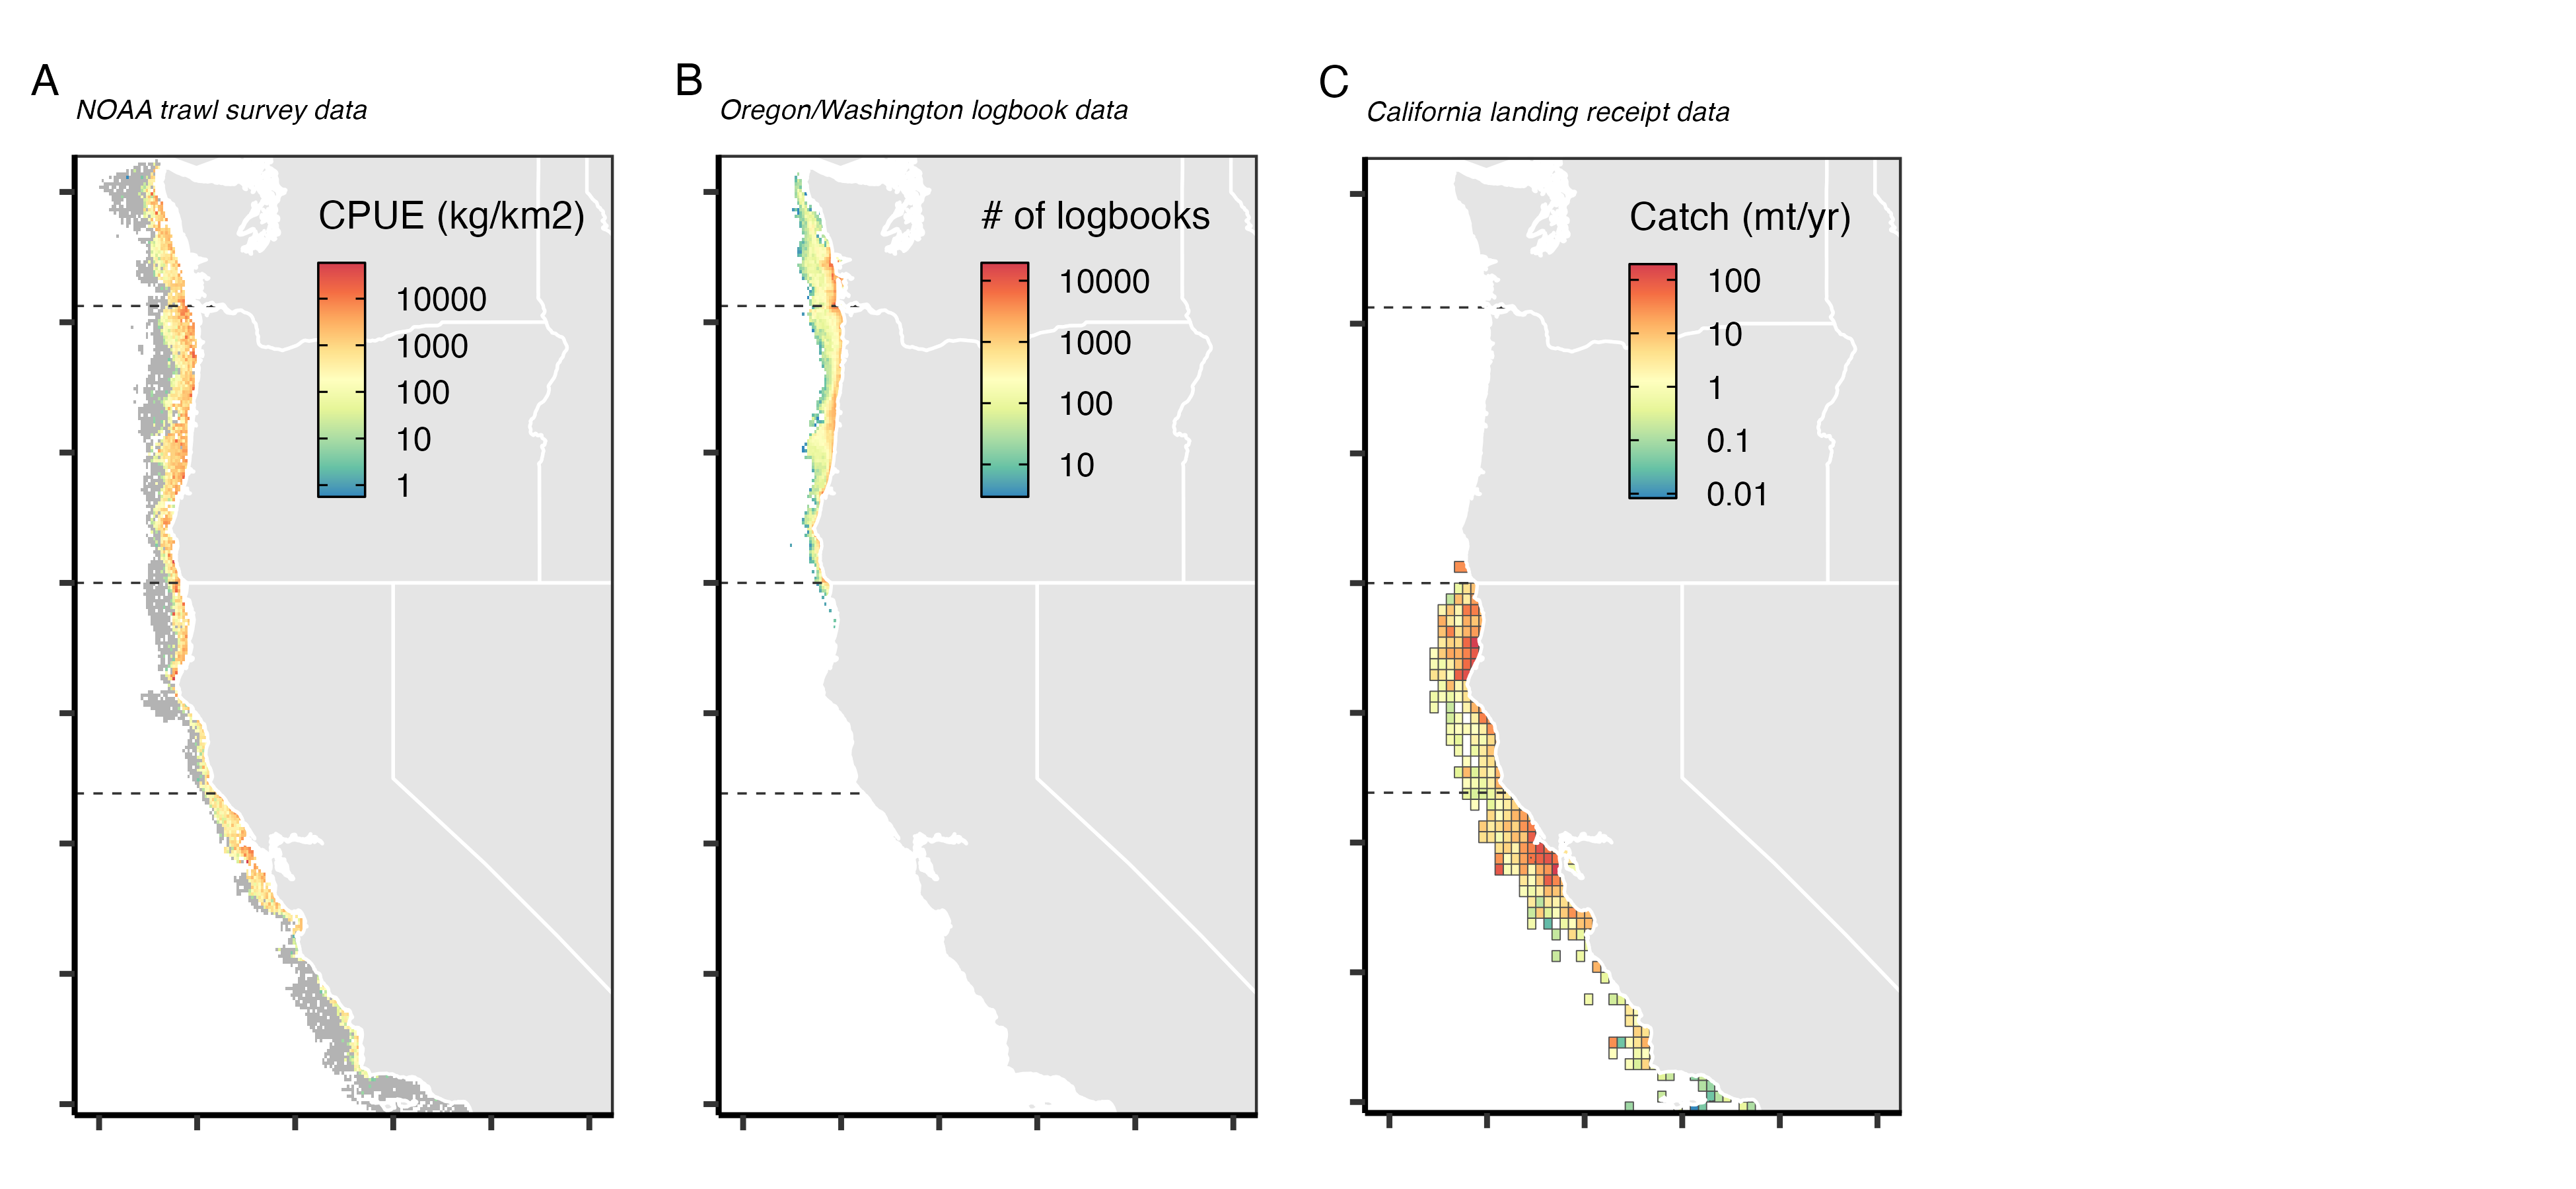 A
NOAA trawl survey data
CPUE (kg/km2)
10000
1000
100
10
1
B
Oregon/Washington logbook data
# of logbooks
10000
1000
100
10
C
California landing receipt data
Catch (mt/yr)
100
10
1
0.1
0.01